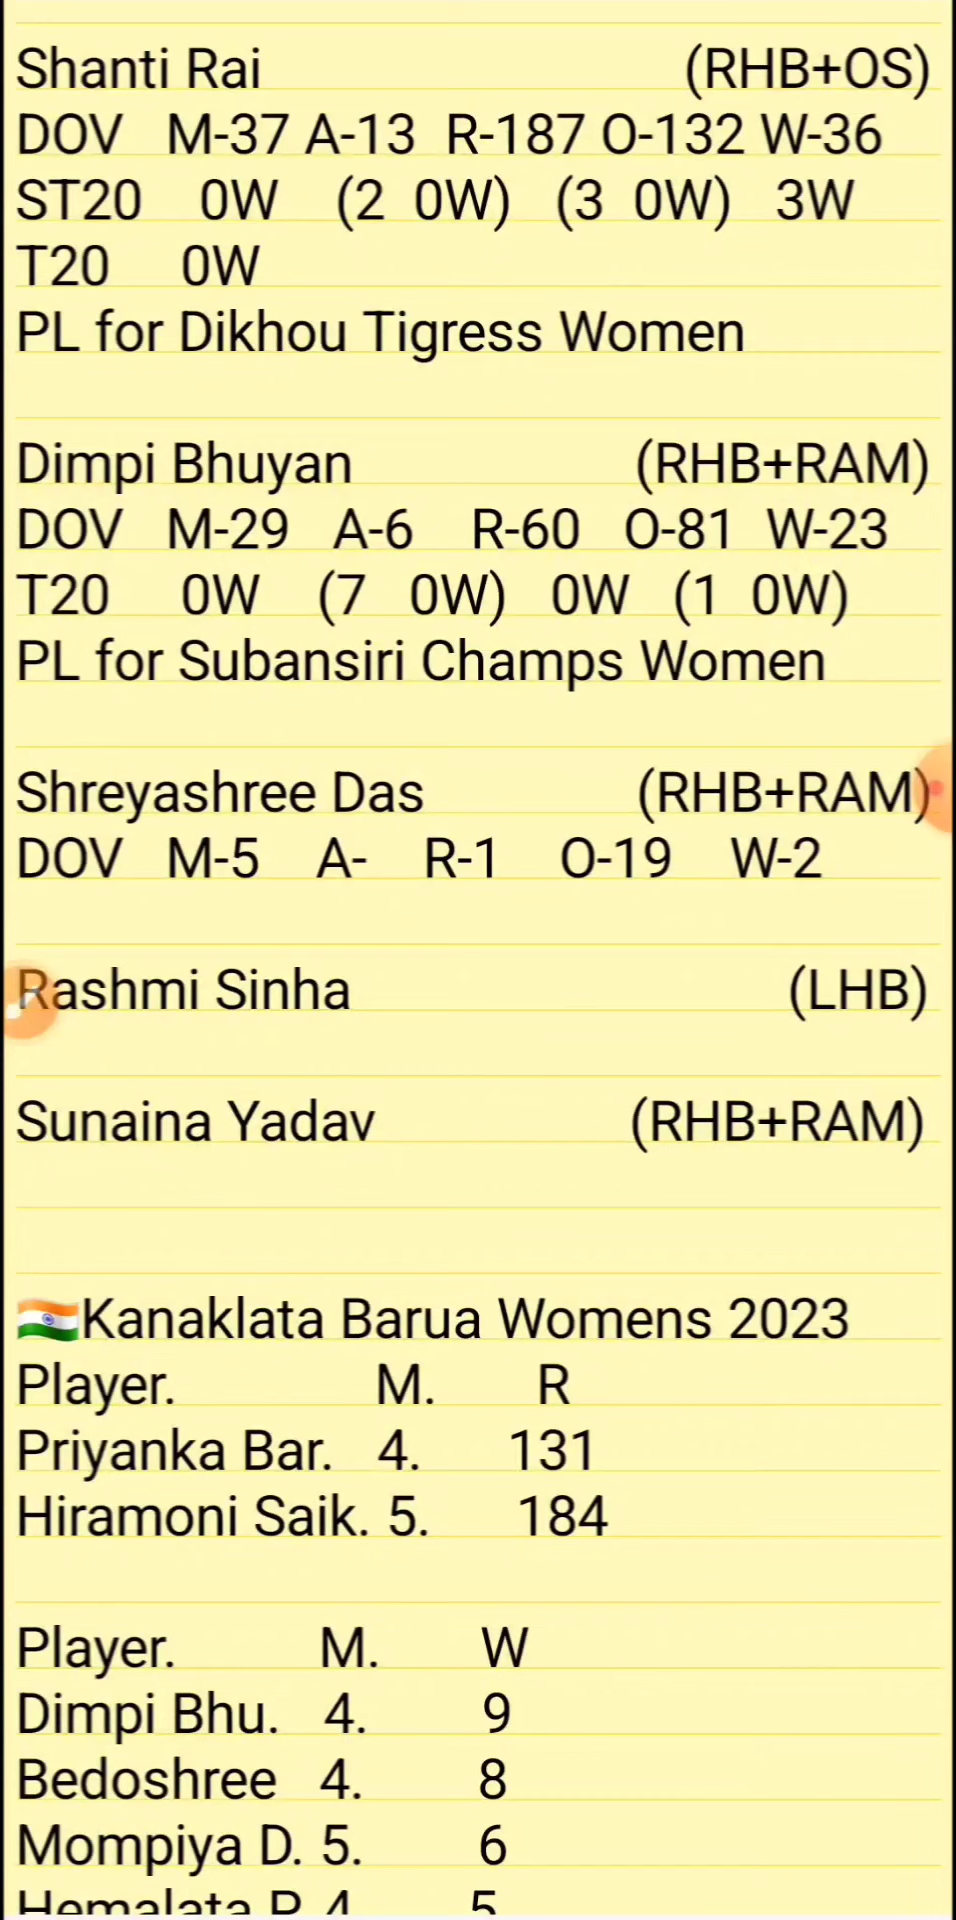 Shanti Rai (RHB+OS)
DOV M-37 A-13 R-187 O-132 W-36
ST20 0W (2 0W) (3 0W) 3W
T20 0W
PL for Dikhou Tigress Women
Dimpi Bhuyan (RHB+RAM)
DOV M-29 A-6 R-60 O-81 W-23
T20 0W (7 0W) 0W (1 0W)
PL for Subansiri Champs Women
Shreyashree Das (RHB+RAM)
DOV M-5 A- R-1 O-19 W-2
Rashmi Sinha (LHB)
Sunaina Yadav (RHB+RAM)
🇮🇳Kanaklata Barua Womens 2023
Player. M. R
Priyanka Bar. 4. 131
Hiramoni Saik. 5. 184
Player. M. W
Dimpi Bhu. 4. 9
Bedoshree 4. 8
Mompiya D. 5. 6
Hemalata 4 5